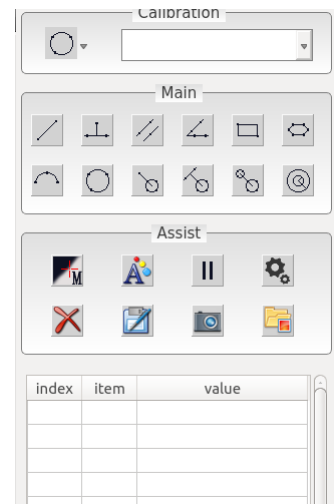 Calibration
Main
Assist
M
A
index item value